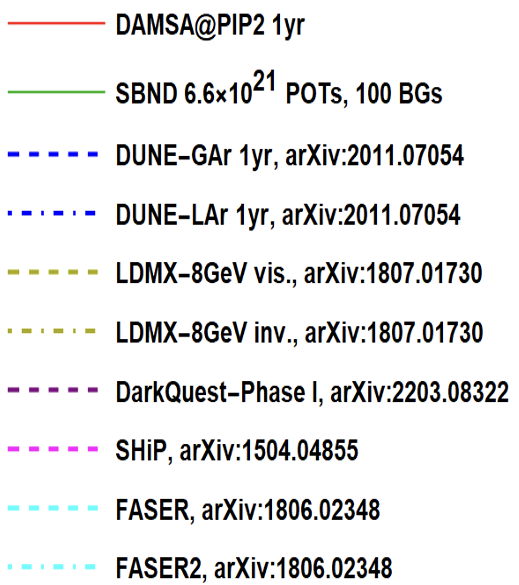 DAMSA@PIP2 1yr
SBND 6.6×10²¹ POTs, 100 BGs
DUNE–GAr 1yr, arXiv:2011.07054
DUNE–LAr 1yr, arXiv:2011.07054
LDMX–8GeV vis., arXiv:1807.01730
LDMX–8GeV inv., arXiv:1807.01730
DarkQuest–Phase I, arXiv:2203.08322
SHiP, arXiv:1504.04855
FASER, arXiv:1806.02348
FASER2, arXiv:1806.02348